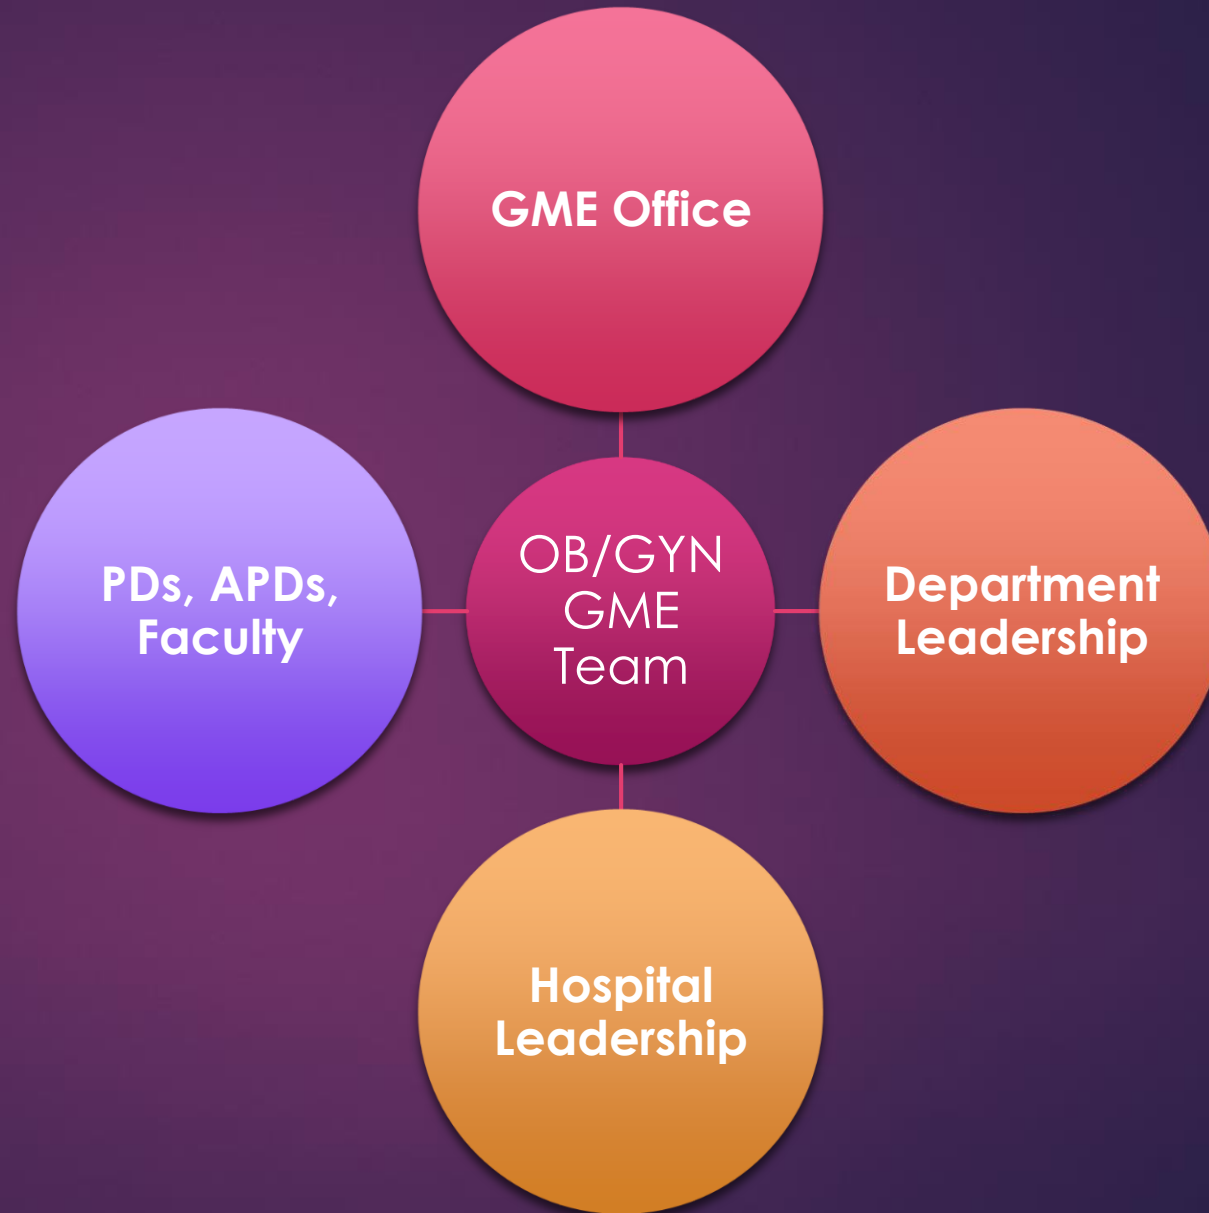 GME Office
PDs, APDs,
Faculty
OB/GYN
GME
Team
Department
Leadership
Hospital
Leadership